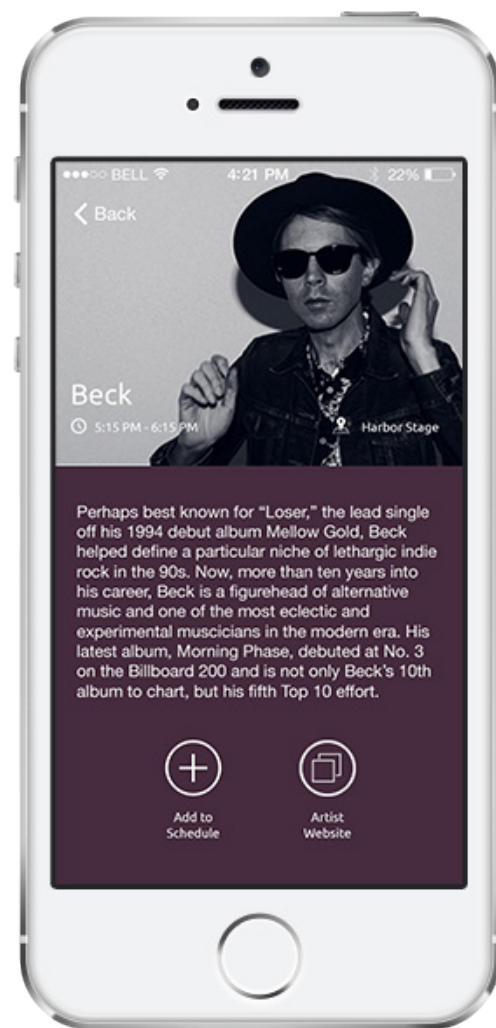 BELL 4:21 PM 22%
Back
Beck
5:15 PM - 6:15 PM Harbor Stage
Perhaps best known for “Loser,” the lead single
off his 1994 debut album Mellow Gold, Beck
helped define a particular niche of lethargic indie
rock in the 90s. Now, more than ten years into
his career, Beck is a figurehead of alternative
music and one of the most eclectic and
experimental muscicians in the modern era. His
latest album, Morning Phase, debuted at No. 3
on the Billboard 200 and is not only Beck’s 10th
album to chart, but his fifth Top 10 effort.
Add to Artist
Schedule Website